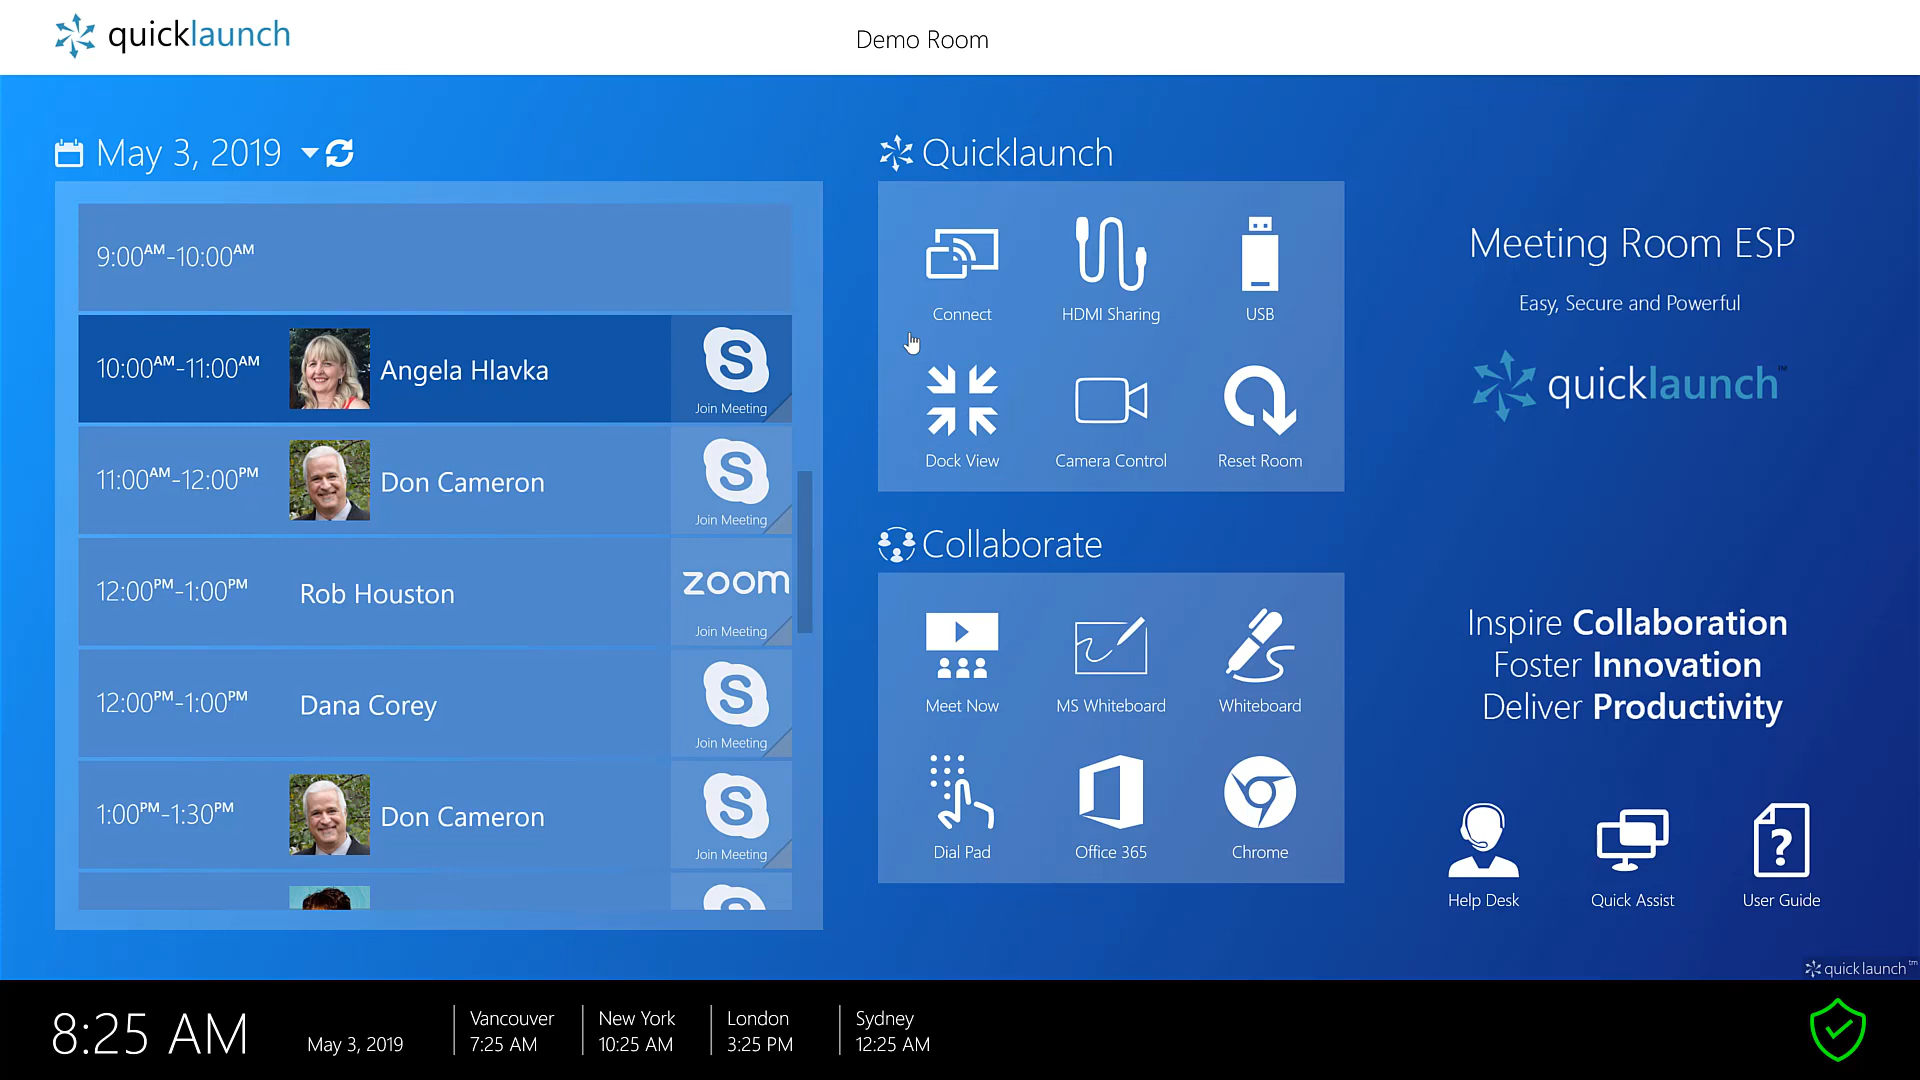 quicklaunch
Demo Room
May 3, 2019
9:00AM-10:00AM
10:00AM-11:00AM
Angela Hlavka
S
Join Meeting
11:00AM-12:00PM
Don Cameron
S
Join Meeting
12:00PM-1:00PM
Rob Houston
zoom
Join Meeting
12:00PM-1:00PM
Dana Corey
S
Join Meeting
1:00PM-1:30PM
Don Cameron
S
Join Meeting
Quicklaunch
Connect
HDMI Sharing
USB
Dock View
Camera Control
Reset Room
Collaborate
Meet Now
MS Whiteboard
Whiteboard
Dial Pad
Office 365
Chrome
Meeting Room ESP
Easy, Secure and Powerful
quicklaunch™
Inspire Collaboration
Foster Innovation
Deliver Productivity
?
Help Desk
Quick Assist
User Guide
quicklaunch™
8:25 AM
May 3, 2019
Vancouver
7:25 AM
New York
10:25 AM
London
3:25 PM
Sydney
12:25 AM